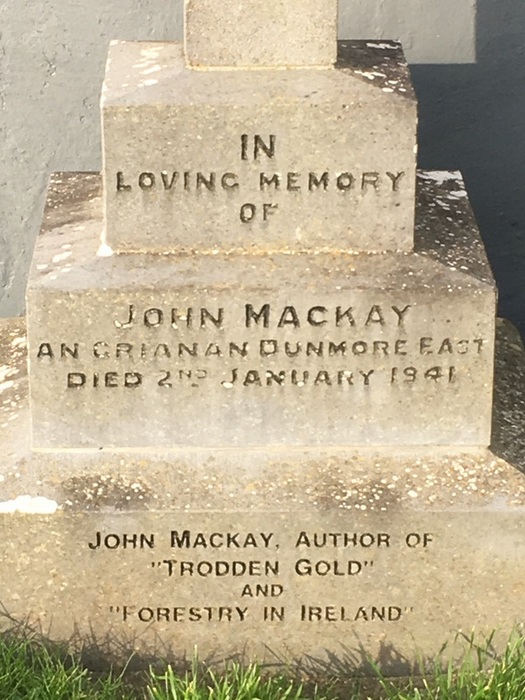 IN
LOVING MEMORY
OF
JOHN MACKAY
AN GRIANAN DUNMORE EAST
DIED 2ND JANUARY 1941
JOHN MACKAY, AUTHOR OF
"TRODDEN GOLD"
AND
"FORESTRY IN IRELAND"